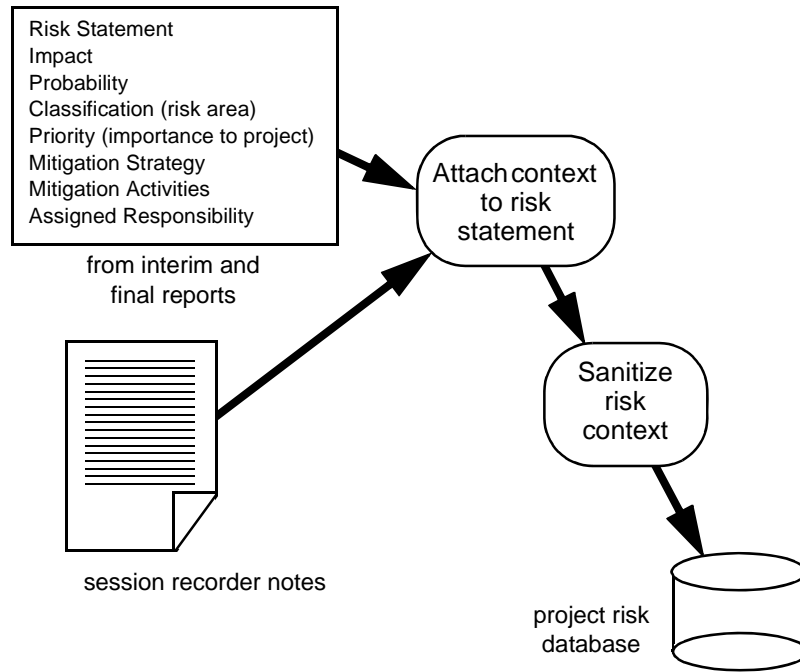 Risk Statement
Impact
Probability
Classification (risk area)
Priority (importance to project)
Mitigation Strategy
Mitigation Activities
Assigned Responsibility
from interim and
final reports
Attach context
to risk
statement
Sanitize
risk
context
session recorder notes
project risk
database